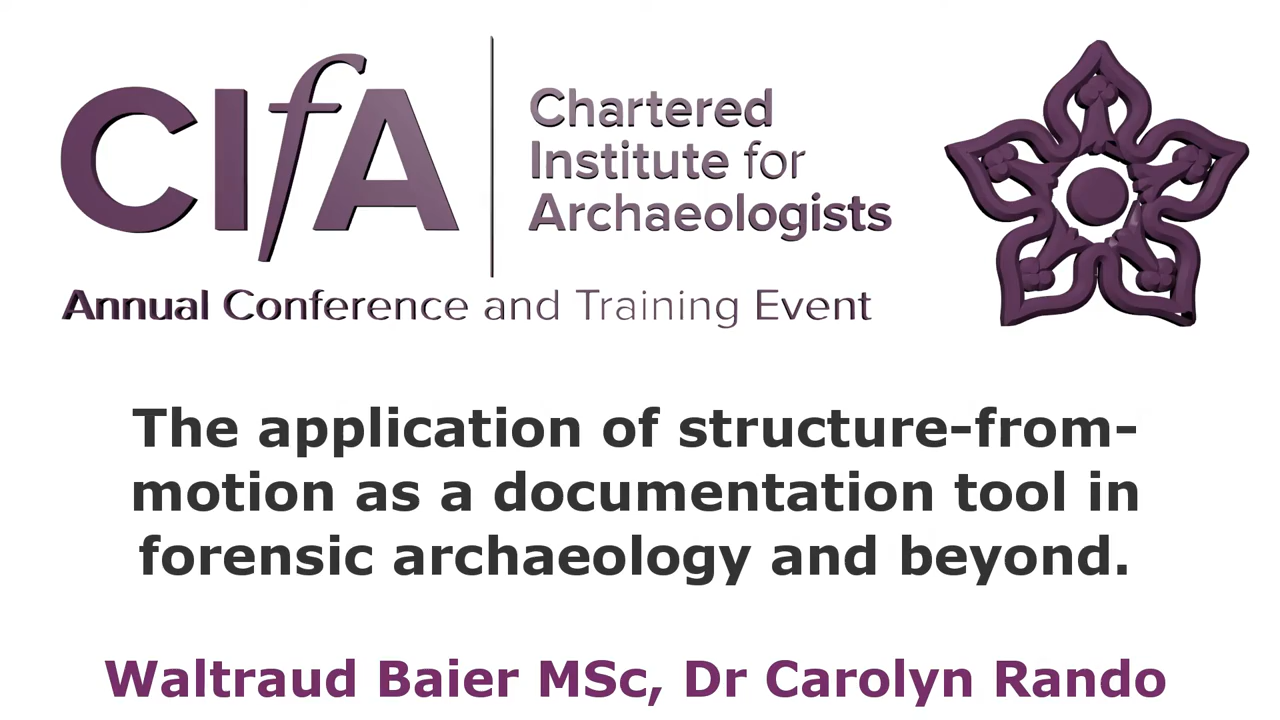 CIfA
Chartered
Institute for
Archaeologists
Annual Conference and Training Event
The application of structure-from-
motion as a documentation tool in
forensic archaeology and beyond.
Waltraud Baier MSc, Dr Carolyn Rando